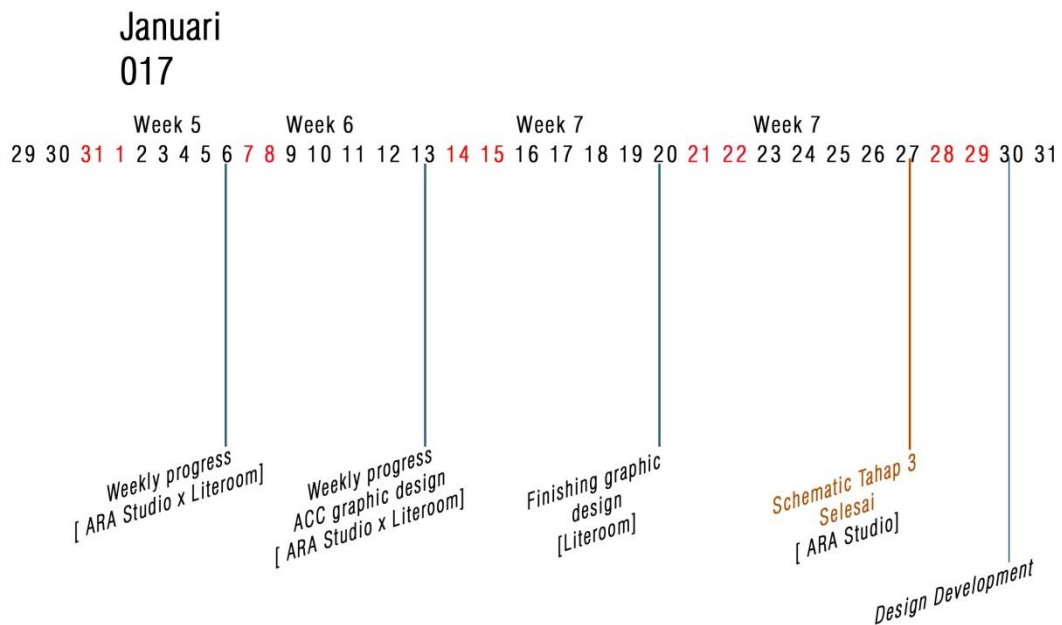 Januari
017
Week 5 Week 6 Week 7 Week 7
29 30 31 1 2 3 4 5 6 7 8 9 10 11 12 13 14 15 16 17 18 19 20 21 22 23 24 25 26 27 28 29 30 31
Weekly progress
[ ARA Studio x Literoom]
Weekly progress
ACC graphic design
[ ARA Studio x Literoom]
Finishing graphic
design
[Literoom]
Schematic Tahap 3
Selesai
[ ARA Studio]
Design Development